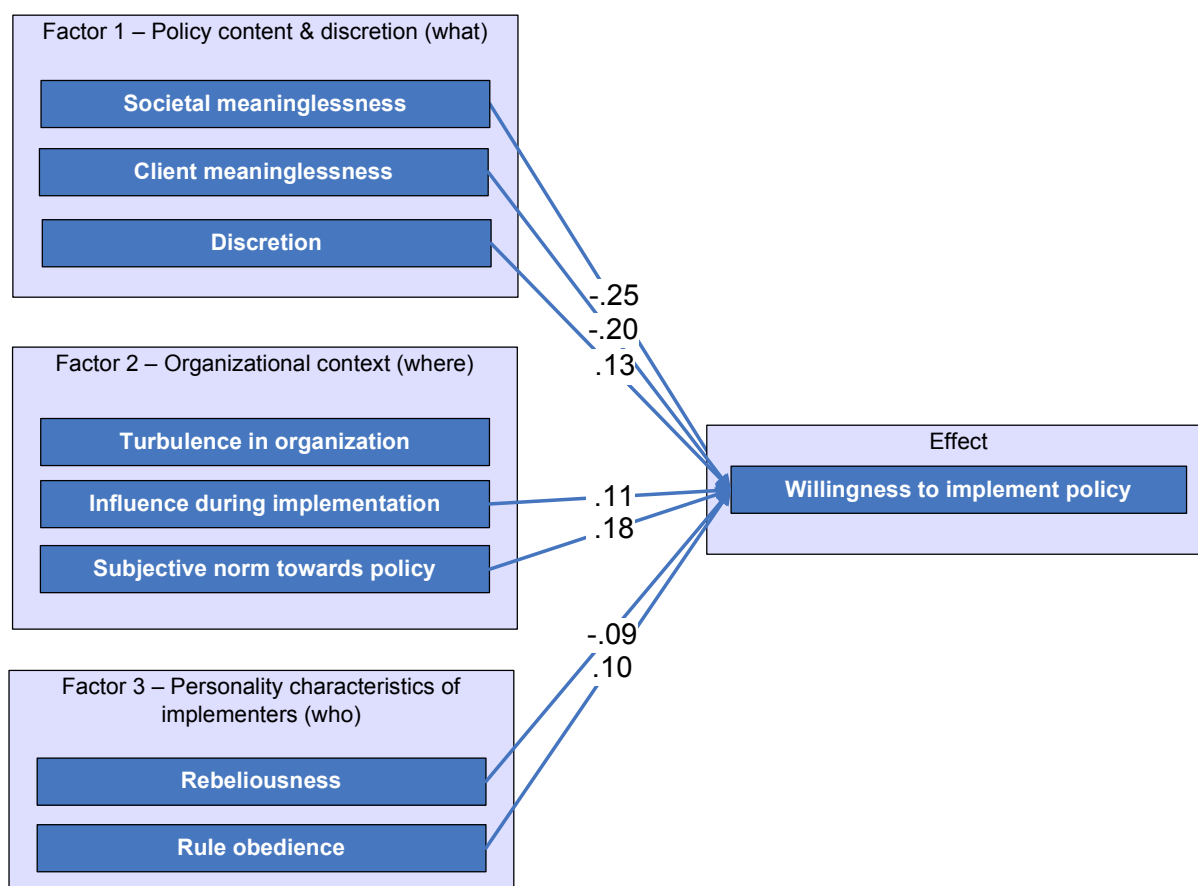 Factor 1 – Policy content & discretion (what)
Societal meaninglessness
Client meaninglessness
Discretion
-.25
-.20
.13
Factor 2 – Organizational context (where)
Turbulence in organization
Influence during implementation
Subjective norm towards policy
.11
.18
Effect
Willingness to implement policy
-.09
.10
Factor 3 – Personality characteristics of
implementers (who)
Rebeliousness
Rule obedience